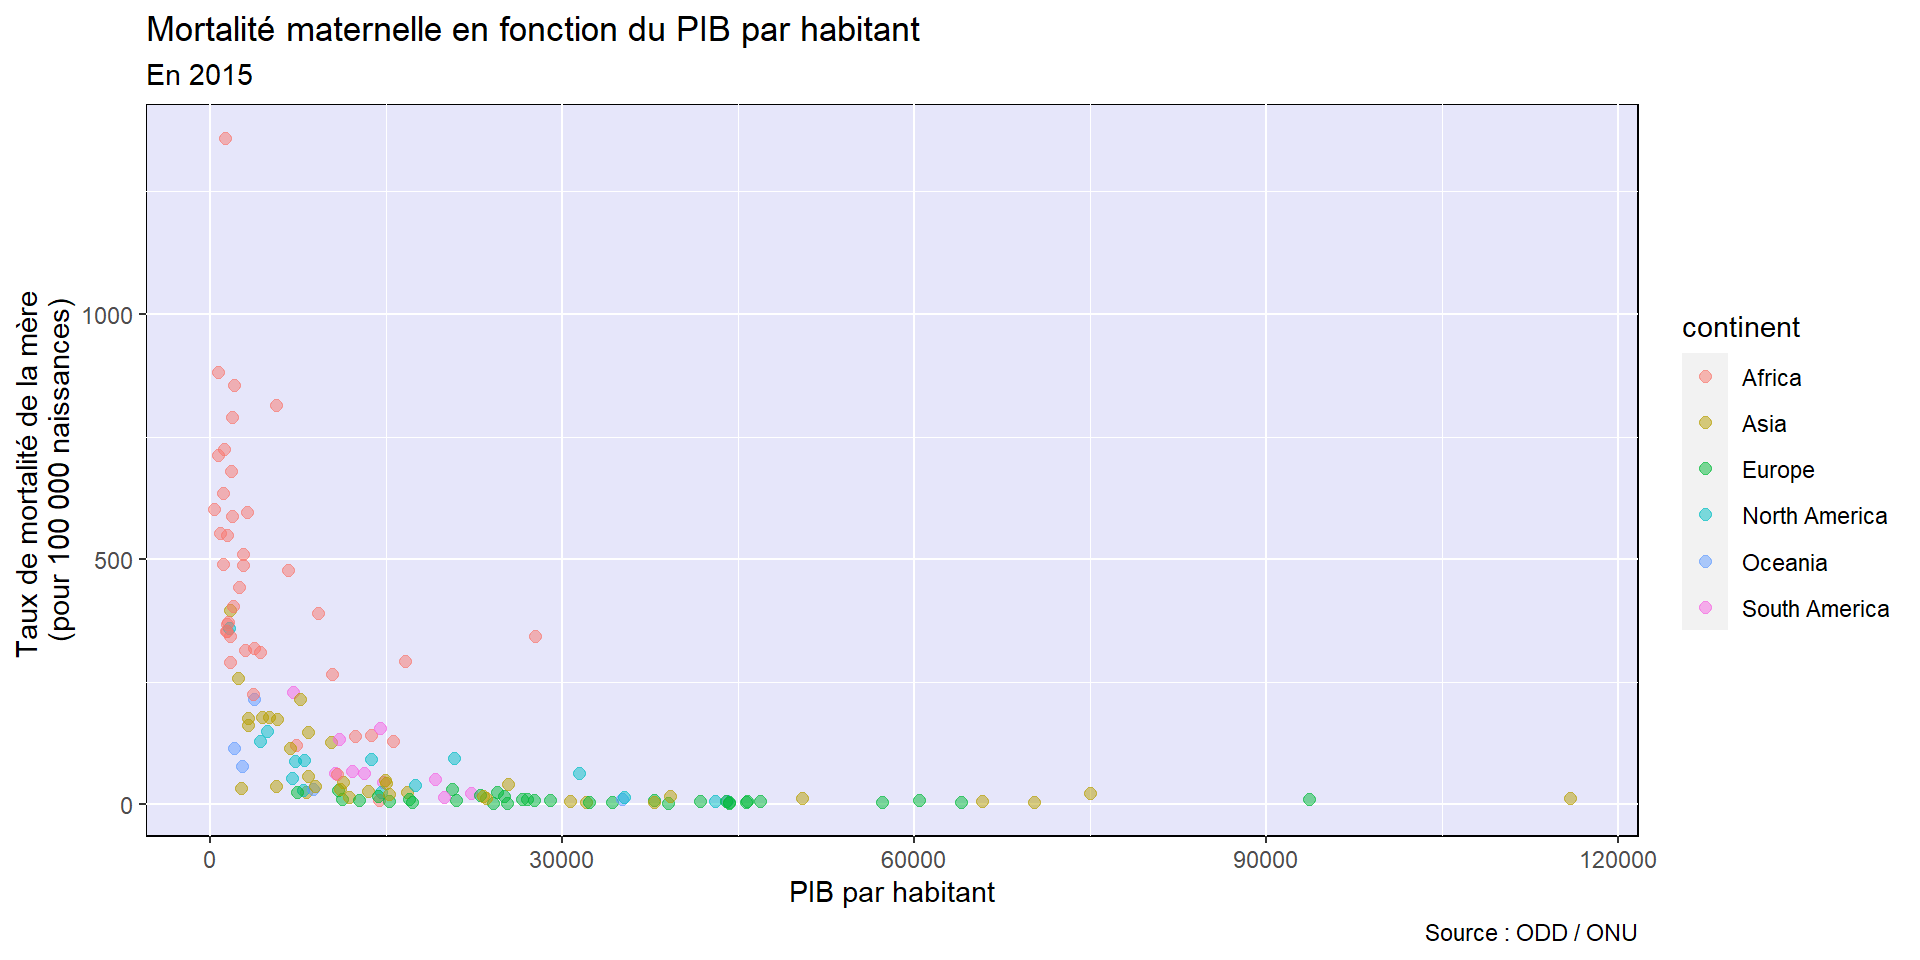 Mortalité maternelle en fonction du PIB par habitant
En 2015
Taux de mortalité de la mère
(pour 100 000 naissances)
1000
500
0
0
30000
60000
90000
120000
PIB par habitant
continent
Africa
Asia
Europe
North America
Oceania
South America
Source : ODD / ONU